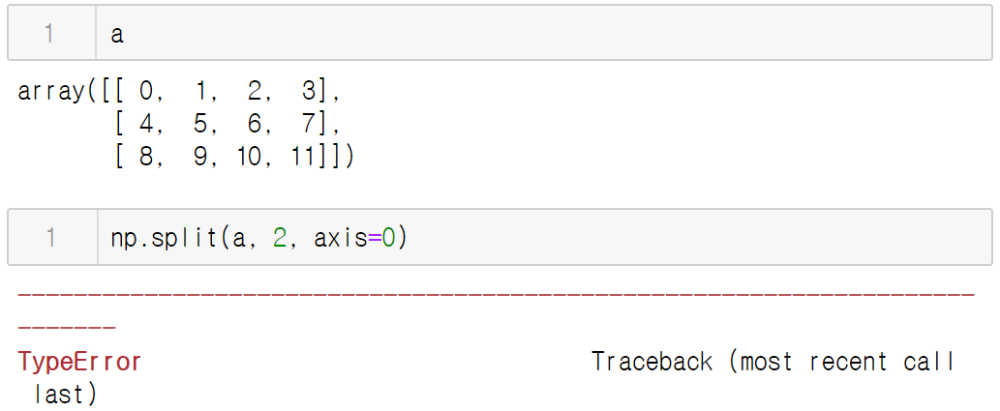 1 a
array([[ 0, 1, 2, 3],
[ 4, 5, 6, 7],
[ 8, 9, 10, 11]])
1 np.split(a, 2, axis=0)
---------------------------------------------------------------------------
TypeError Traceback (most recent call
last)